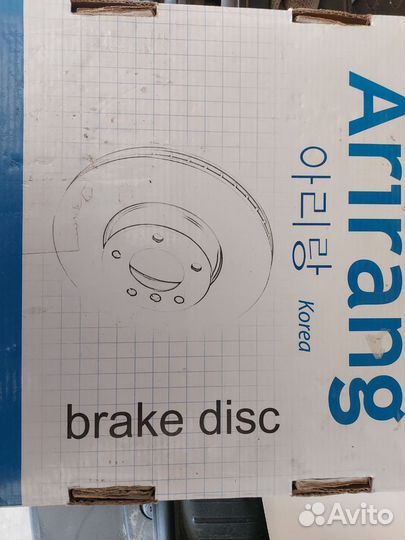 Arirang
아리랑 Korea
brake disc
Avito